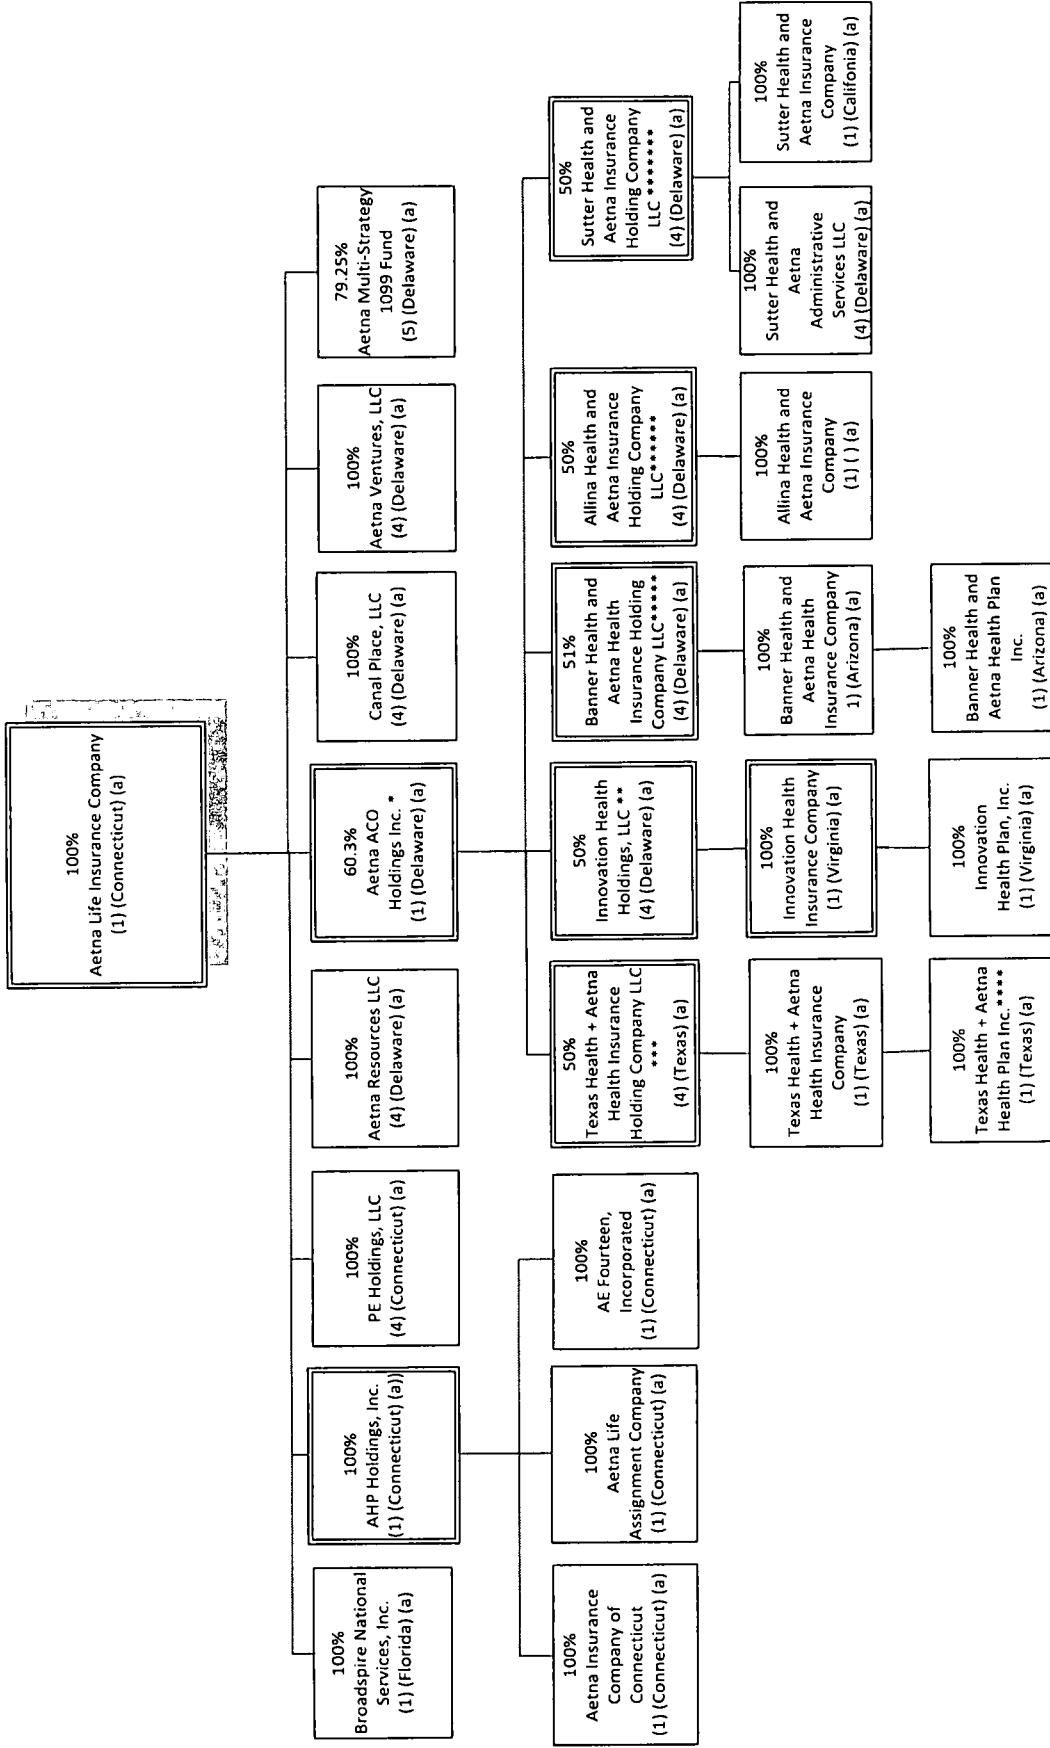 100%
Aetna Life Insurance Company
(1) (Connecticut) (a)
100%
Broadspire National
Services, Inc.
(1) (Florida) (a)
100%
AHP Holdings, Inc.
(1) (Connecticut) (a))
100%
PE Holdings, LLC
(4) (Connecticut) (a)
100%
Aetna Resources LLC
(4) (Delaware) (a)
60.3%
Aetna ACO
Holdings Inc. *
(1) (Delaware) (a)
100%
Canal Place, LLC
(4) (Delaware) (a)
100%
Aetna Ventures, LLC
(4) (Delaware) (a)
79.25%
Aetna Multi-Strategy
1099 Fund
(5) (Delaware) (a)
100%
Aetna Insurance
Company of
Connecticut
(1) (Connecticut) (a)
100%
Aetna Life
Assignment Company
(1) (Connecticut) (a)
100%
AE Fourteen,
Incorporated
(1) (Connecticut) (a)
50%
Texas Health + Aetna
Health Insurance
Holding Company LLC
***
(4) (Texas) (a)
50%
Innovation Health
Holdings, LLC **
(4) (Delaware) (a)
51%
Banner Health and
Aetna Health
Insurance Holding
Company LLC*****
(4) (Delaware) (a)
50%
Allina Health and
Aetna Insurance
Holding Company
LLC******
(4) (Delaware) (a)
50%
Sutter Health and
Aetna Insurance
Holding Company
LLC *******
(4) (Delaware) (a)
100%
Texas Health + Aetna
Health Insurance
Company
(1) (Texas) (a)
100%
Innovation Health
Insurance Company
(1) (Virginia) (a)
100%
Banner Health and
Aetna Health
Insurance Company
1) (Arizona) (a)
100%
Allina Health and
Aetna Insurance
Company
(1) ( ) (a)
100%
Sutter Health and
Aetna
Administrative
Services LLC
(4) (Delaware) (a)
100%
Sutter Health and
Aetna Insurance
Company
(1) (Califonia) (a)
100%
Texas Health + Aetna
Health Plan Inc.****
(1) (Texas) (a)
100%
Innovation
Health Plan, Inc.
(1) (Virginia) (a)
100%
Banner Health and
Aetna Health Plan
Inc.
(1) (Arizona) (a)